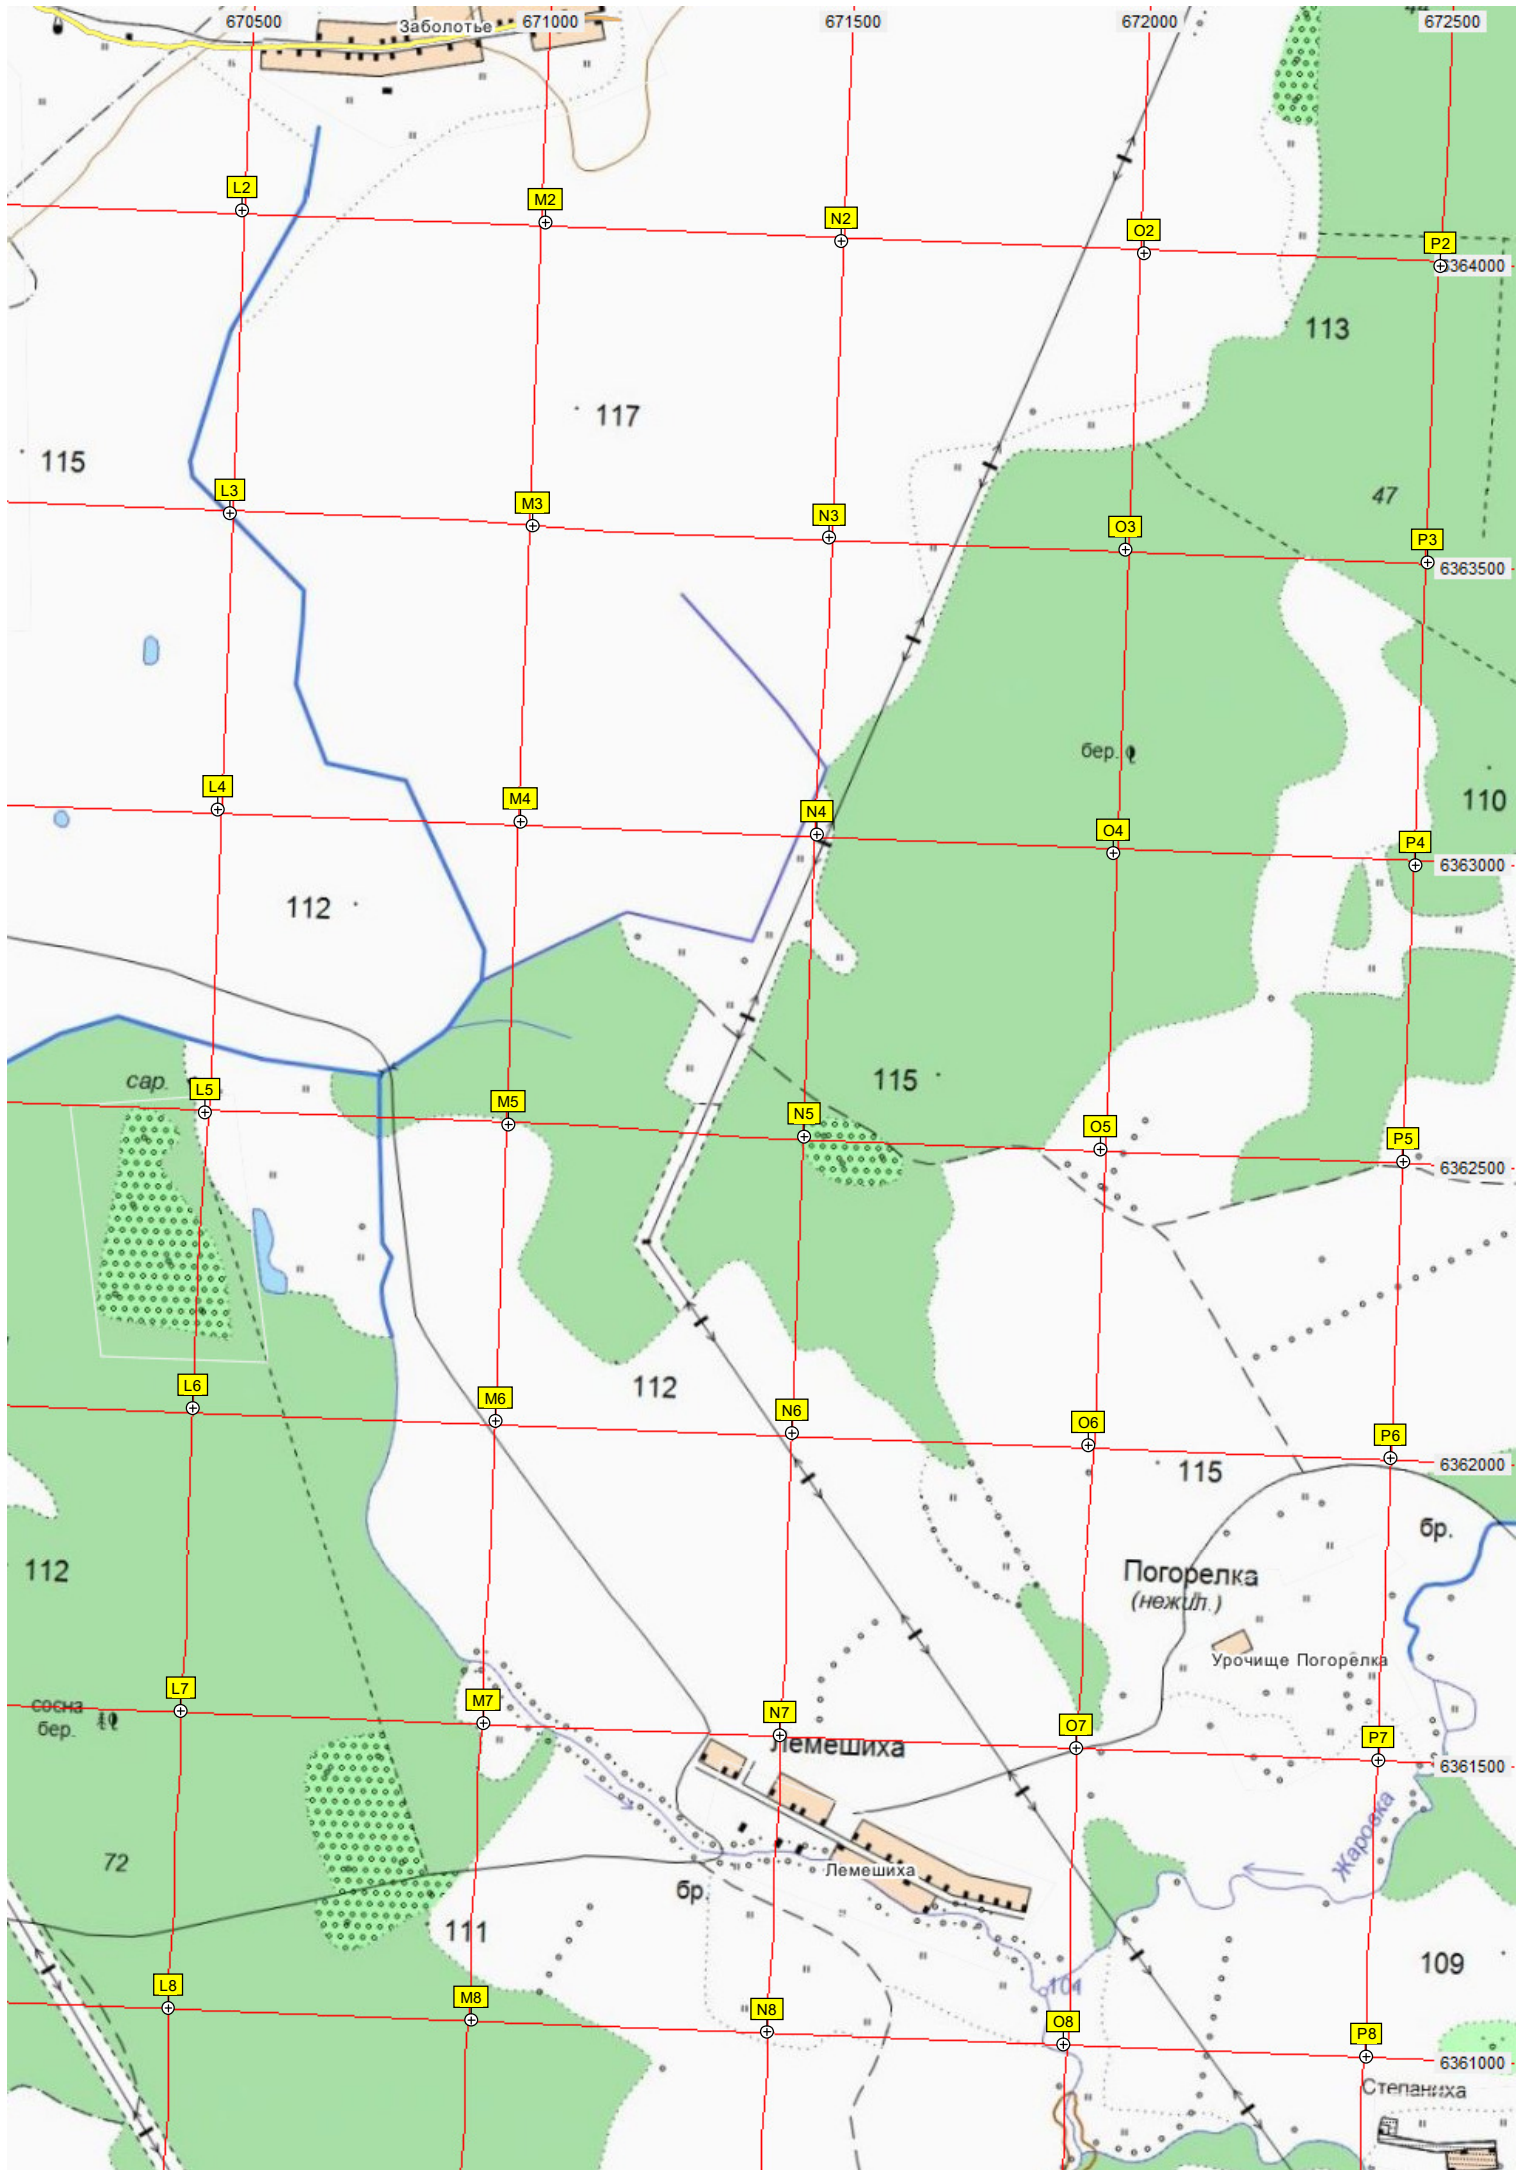 44
670500 671000 671500 672000 672500
Заболотье
L2 M2 N2 O2 P2
6364000
113
117
115
47
L3 M3 N3 O3 P3
6363500
бер.
110
L4 M4 N4 O4 P4
6363000
112
115
сар.
L5 M5 N5 O5 P5
6362500
112
L6 M6 N6 O6 P6
6362000
115
бр.
112
Погорелка
(нежил.)
Урочище Погорелка
сосна
бер.
L7 M7 N7 O7 P7
Лемешиха
6361500
Жаровка
72
Лемешиха
бр.
111
109
104
L8 M8 N8 O8 P8
6361000
Степаниха